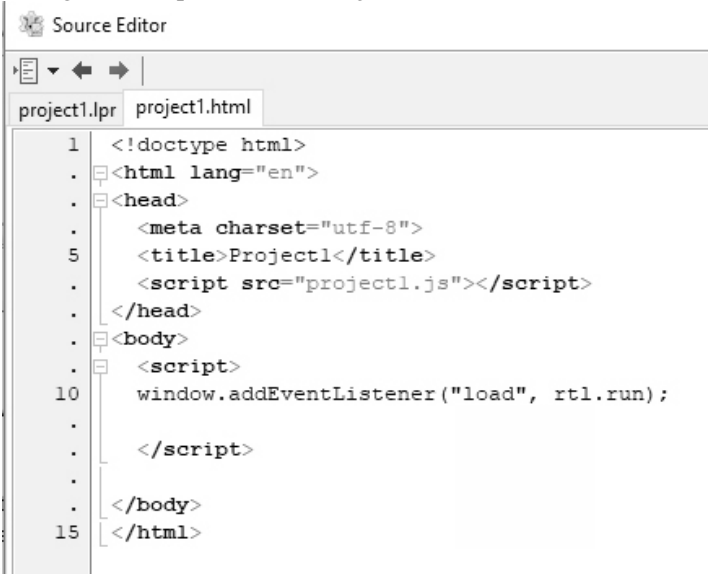 Source Editor
project1.lpr project1.html
1 <!doctype html>
. <html lang="en">
. <head>
. <meta charset="utf-8">
5 <title>Project1</title>
. <script src="project1.js"></script>
. </head>
. <body>
. <script>
10 window.addEventListener("load", rtl.run);
.
. </script>
.
. </body>
15 </html>